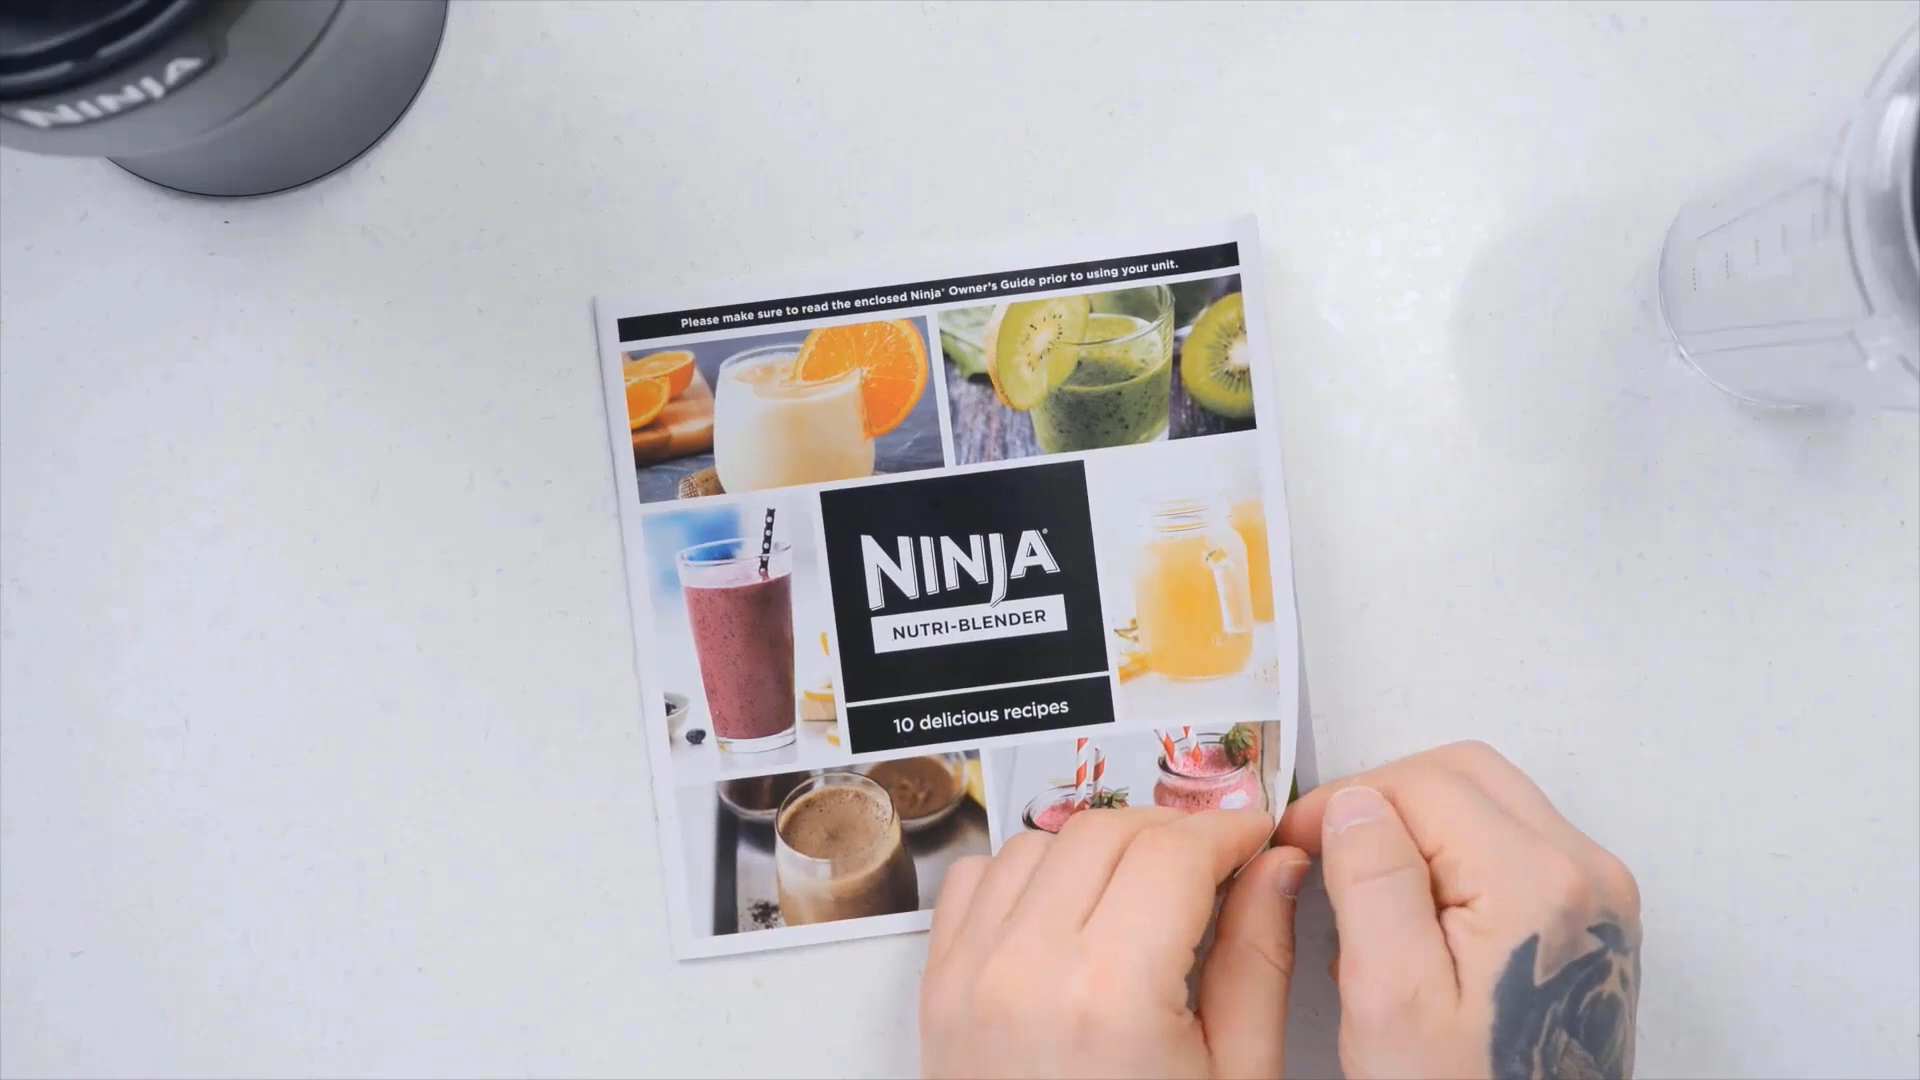 NINJA
Please make sure to read the enclosed Ninja® Owner's Guide prior to using your unit.
NINJA®
NUTRI-BLENDER
10 delicious recipes